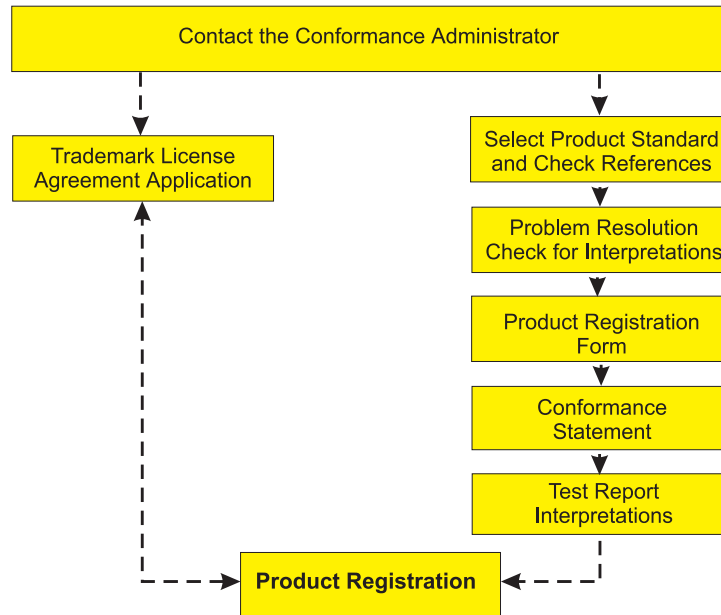 Contact the Conformance Administrator
Trademark License
Agreement Application
Select Product Standard
and Check References
Problem Resolution
Check for Interpretations
Product Registration
Form
Conformance
Statement
Test Report
Interpretations
Product Registration